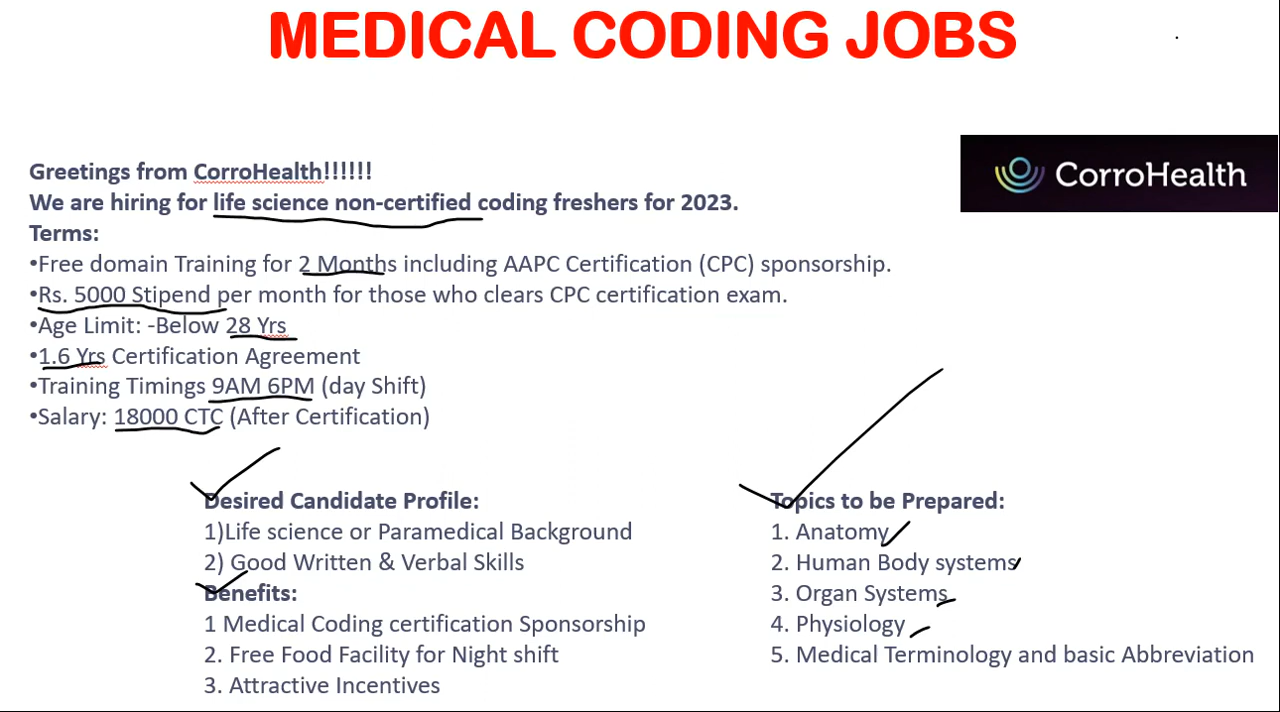 MEDICAL CODING JOBS
CorroHealth
Greetings from CorroHealth!!!!!!
We are hiring for life science non-certified coding freshers for 2023.
Terms:
•Free domain Training for 2 Months including AAPC Certification (CPC) sponsorship.
•Rs. 5000 Stipend per month for those who clears CPC certification exam.
•Age Limit: -Below 28 Yrs
•1.6 Yrs Certification Agreement
•Training Timings 9AM 6PM (day Shift)
•Salary: 18000 CTC (After Certification)
Desired Candidate Profile:
1)Life science or Paramedical Background
2) Good Written & Verbal Skills
Benefits:
1 Medical Coding certification Sponsorship
2. Free Food Facility for Night shift
3. Attractive Incentives
Topics to be Prepared:
1. Anatomy
2. Human Body systems
3. Organ Systems
4. Physiology
5. Medical Terminology and basic Abbreviation